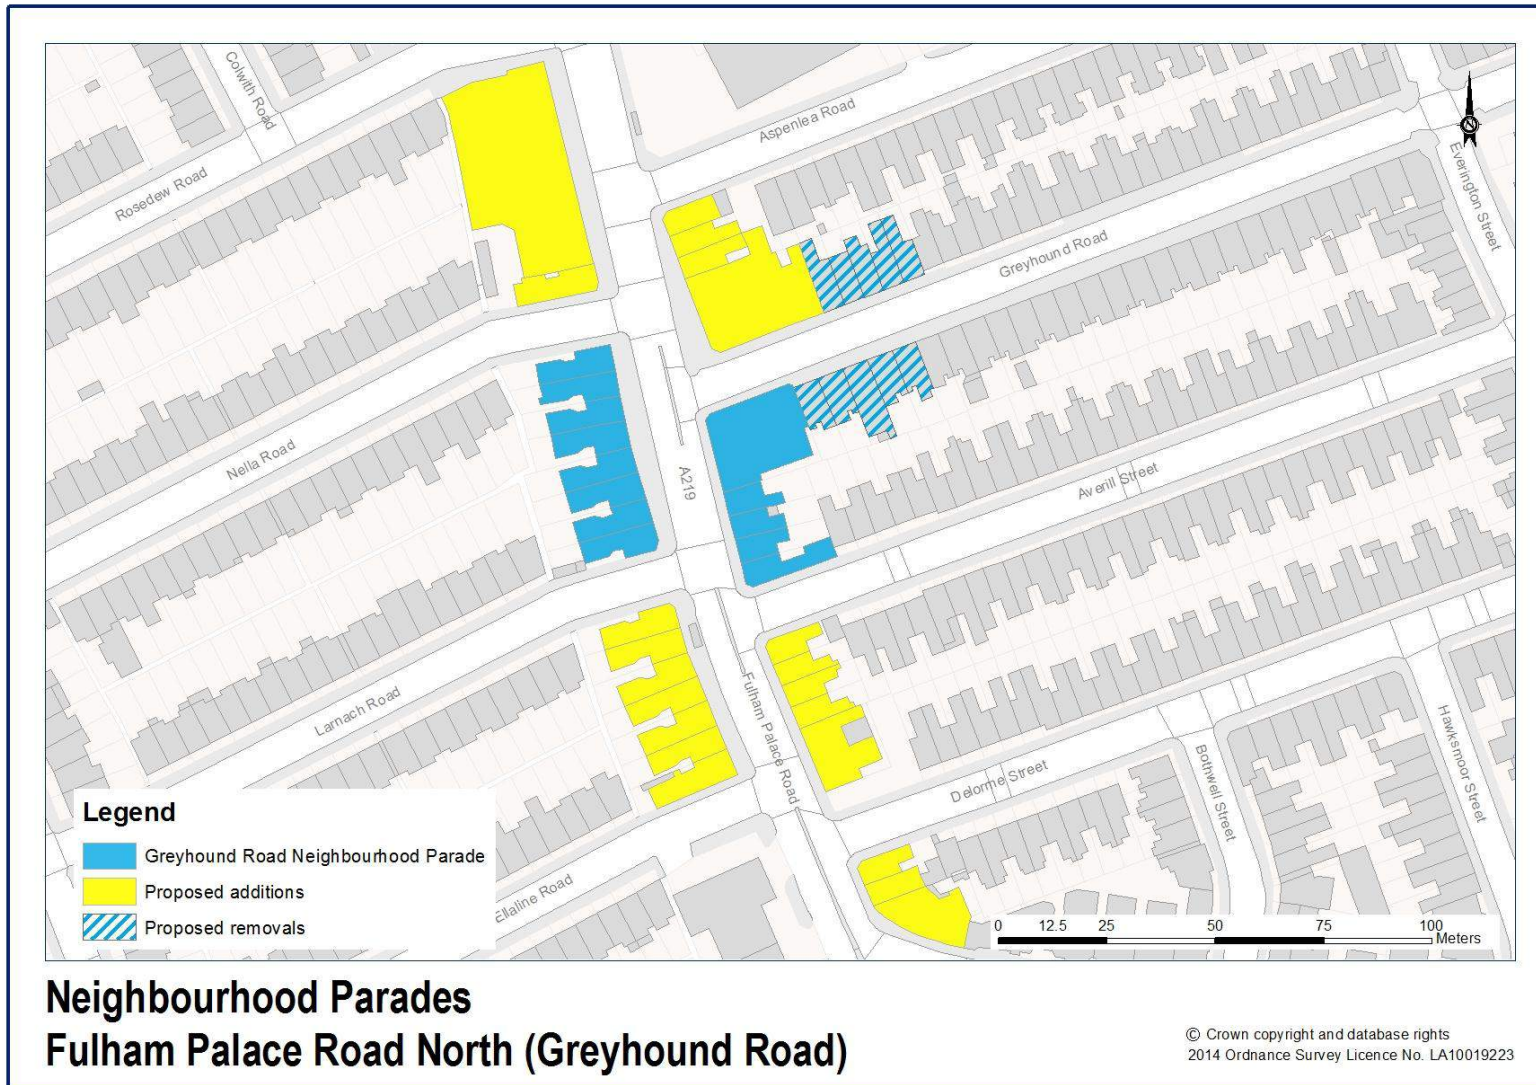 Colwith Road
Rosedew Road
Aspenlea Road
Everington Street
Greyhound Road
Nella Road
A219
Averill Street
Larnach Road
Fulham Palace Road
Delorme Street
Bothwell Street
Hawksmoor Street
Ellaline Road
N
Legend
Greyhound Road Neighbourhood Parade
Proposed additions
Proposed removals
0 12.5 25 50 75 100
Meters
Neighbourhood Parades
Fulham Palace Road North (Greyhound Road)
© Crown copyright and database rights
2014 Ordnance Survey Licence No. LA10019223